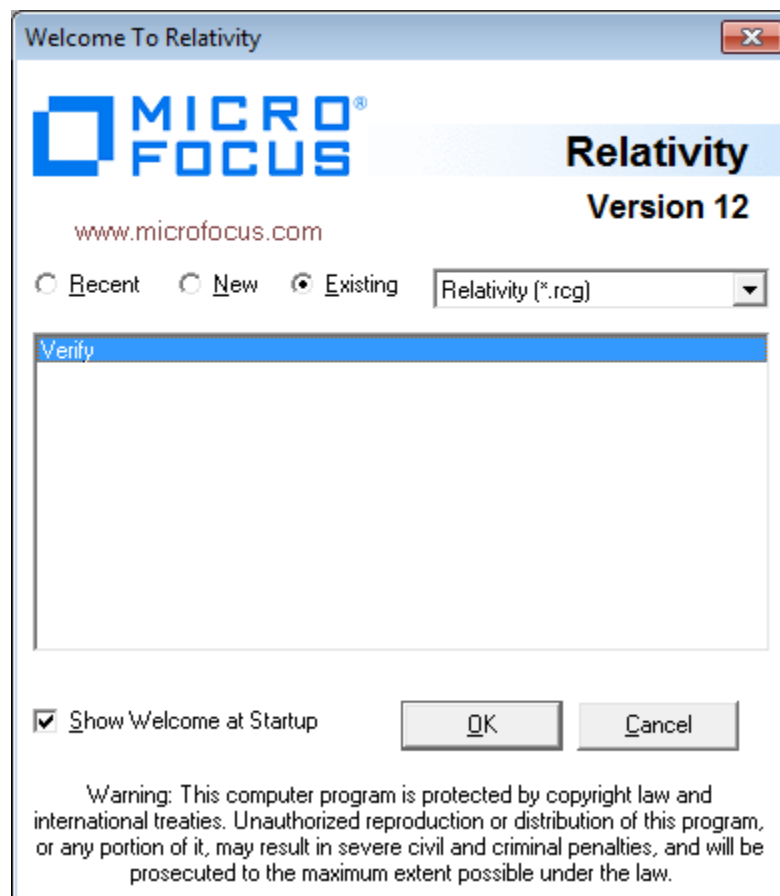 Welcome To Relativity
MICRO®
FOCUS
Relativity
Version 12
www.microfocus.com
Recent New Existing Relativity (*.rcg)
Verify
Show Welcome at Startup OK Cancel
Warning: This computer program is protected by copyright law and
international treaties. Unauthorized reproduction or distribution of this program,
or any portion of it, may result in severe civil and criminal penalties, and will be
prosecuted to the maximum extent possible under the law.